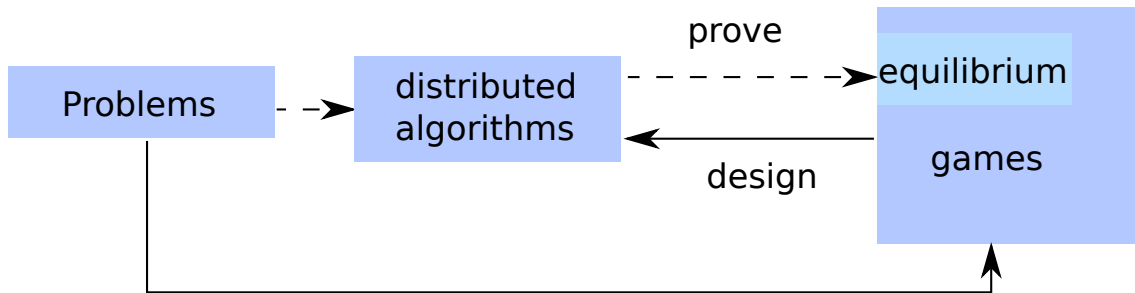 Problems
distributed
algorithms
prove
design
equilibrium
games